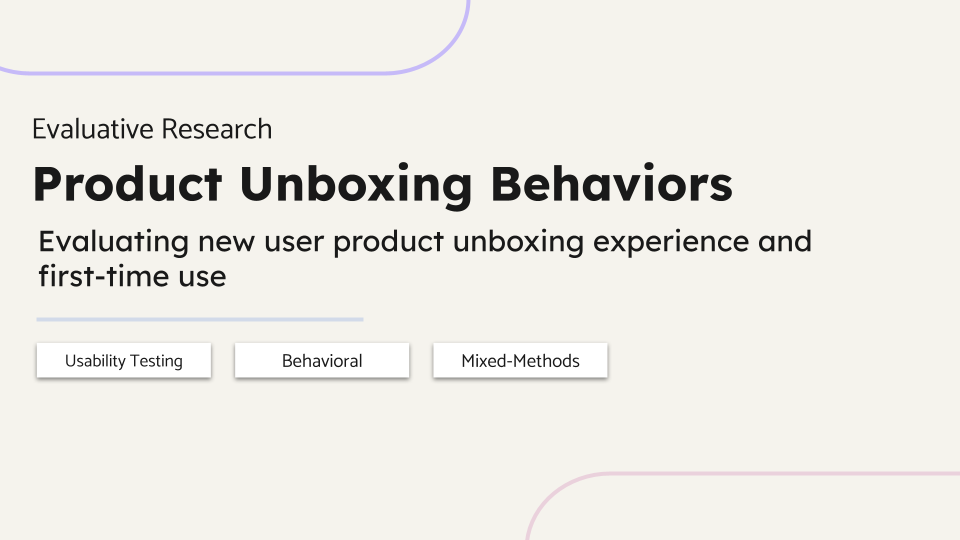 Evaluative Research
Product Unboxing Behaviors
Evaluating new user product unboxing experience and
first-time use
Usability Testing
Behavioral
Mixed-Methods